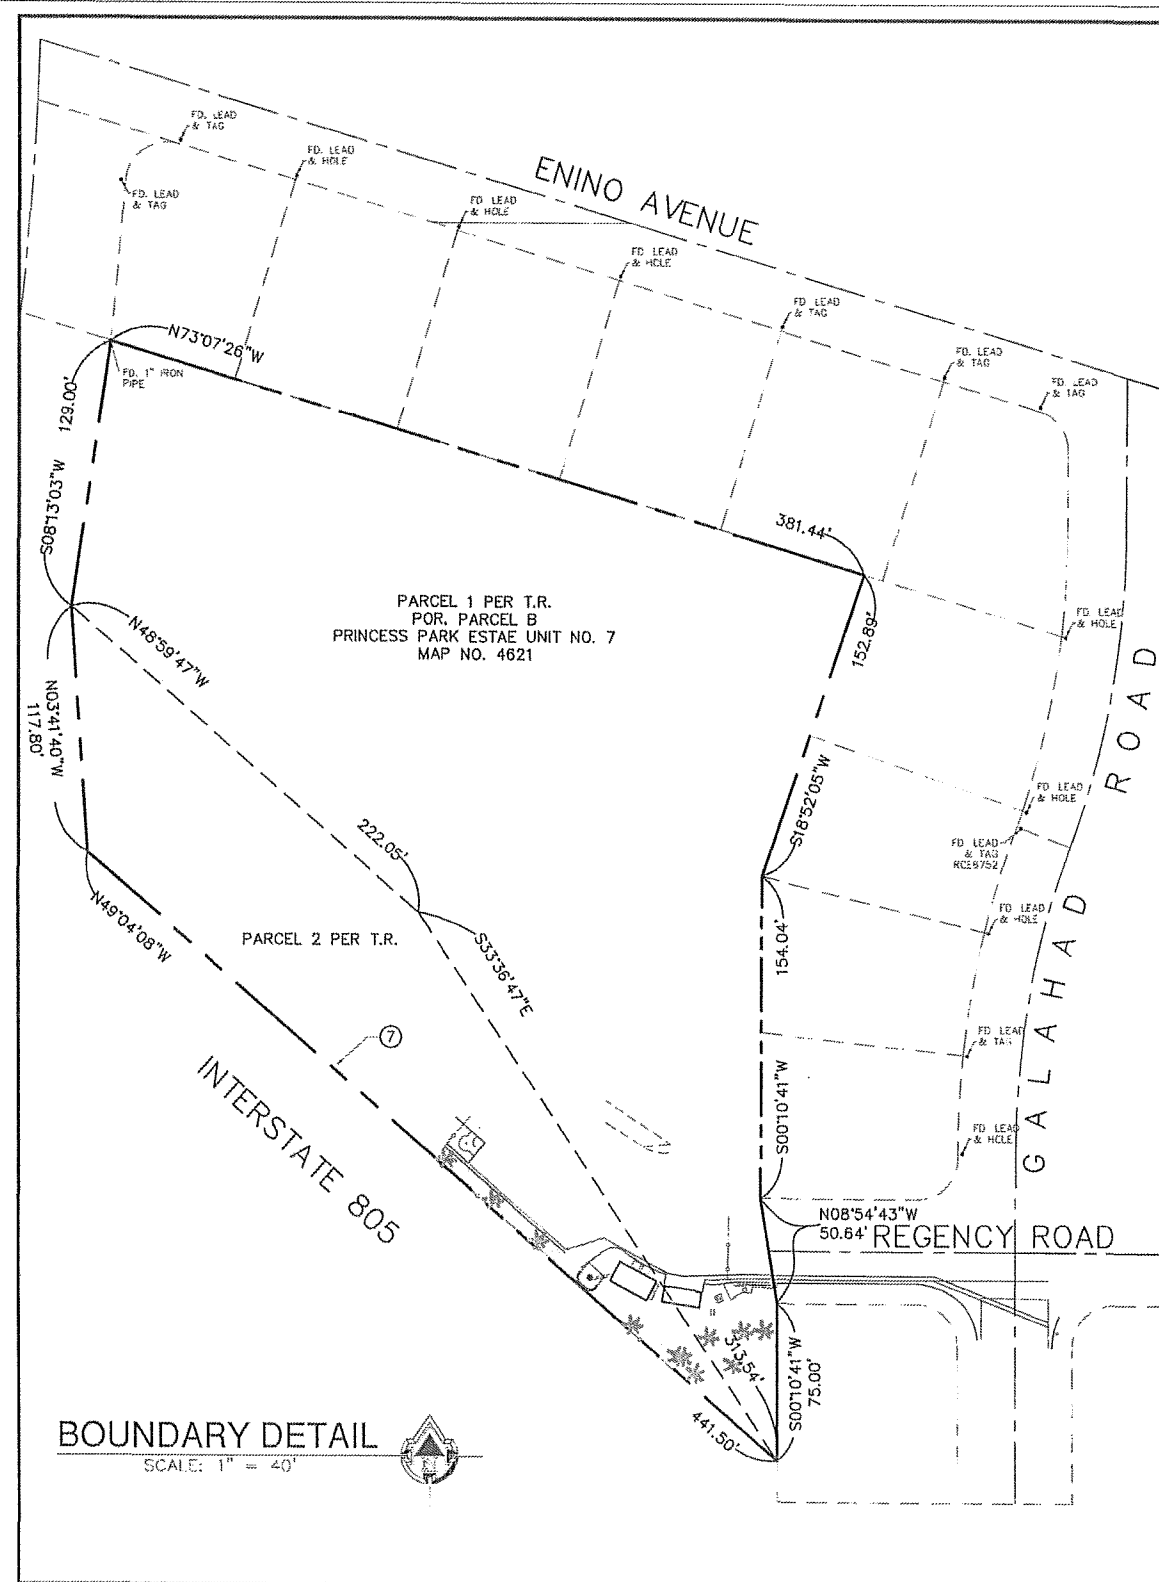 FD. LEAD
& TAG
FD. LEAD
& HOLE
FD. LEAD
& TAG
FD. LEAD
& HOLE
ENINO AVENUE
FD. LEAD
& HOLE
FD. LEAD
& TAG
FD. LEAD
& TAG
FD. LEAD
& TAG
N73°07'26"W
FD. 1" IRON
PIPE
129.00'
S08°13'03"W
381.44'
152.89'
PARCEL 1 PER T.R.
POR. PARCEL B
PRINCESS PARK ESTAE UNIT NO. 7
MAP NO. 4621
FD. LEAD
& HOLE
N48°59'47"W
N03°41'40"W
117.80'
GALAHAD ROAD
S18°52'05"W
FD. LEAD
& HOLE
FD. LEAD
& TAG
RCE8752
222.05'
N49°04'08"W
PARCEL 2 PER T.R.
S33°36'47"E
154.04'
FD. LEAD
& HOLE
7
FD. LEAD
& TAG
INTERSTATE 805
S00°10'41"W
FD. LEAD
& HOLE
N08°54'43"W
50.64'
REGENCY ROAD
313.54'
S00°10'41"W
75.00'
441.50'
BOUNDARY DETAIL
SCALE: 1" = 40'